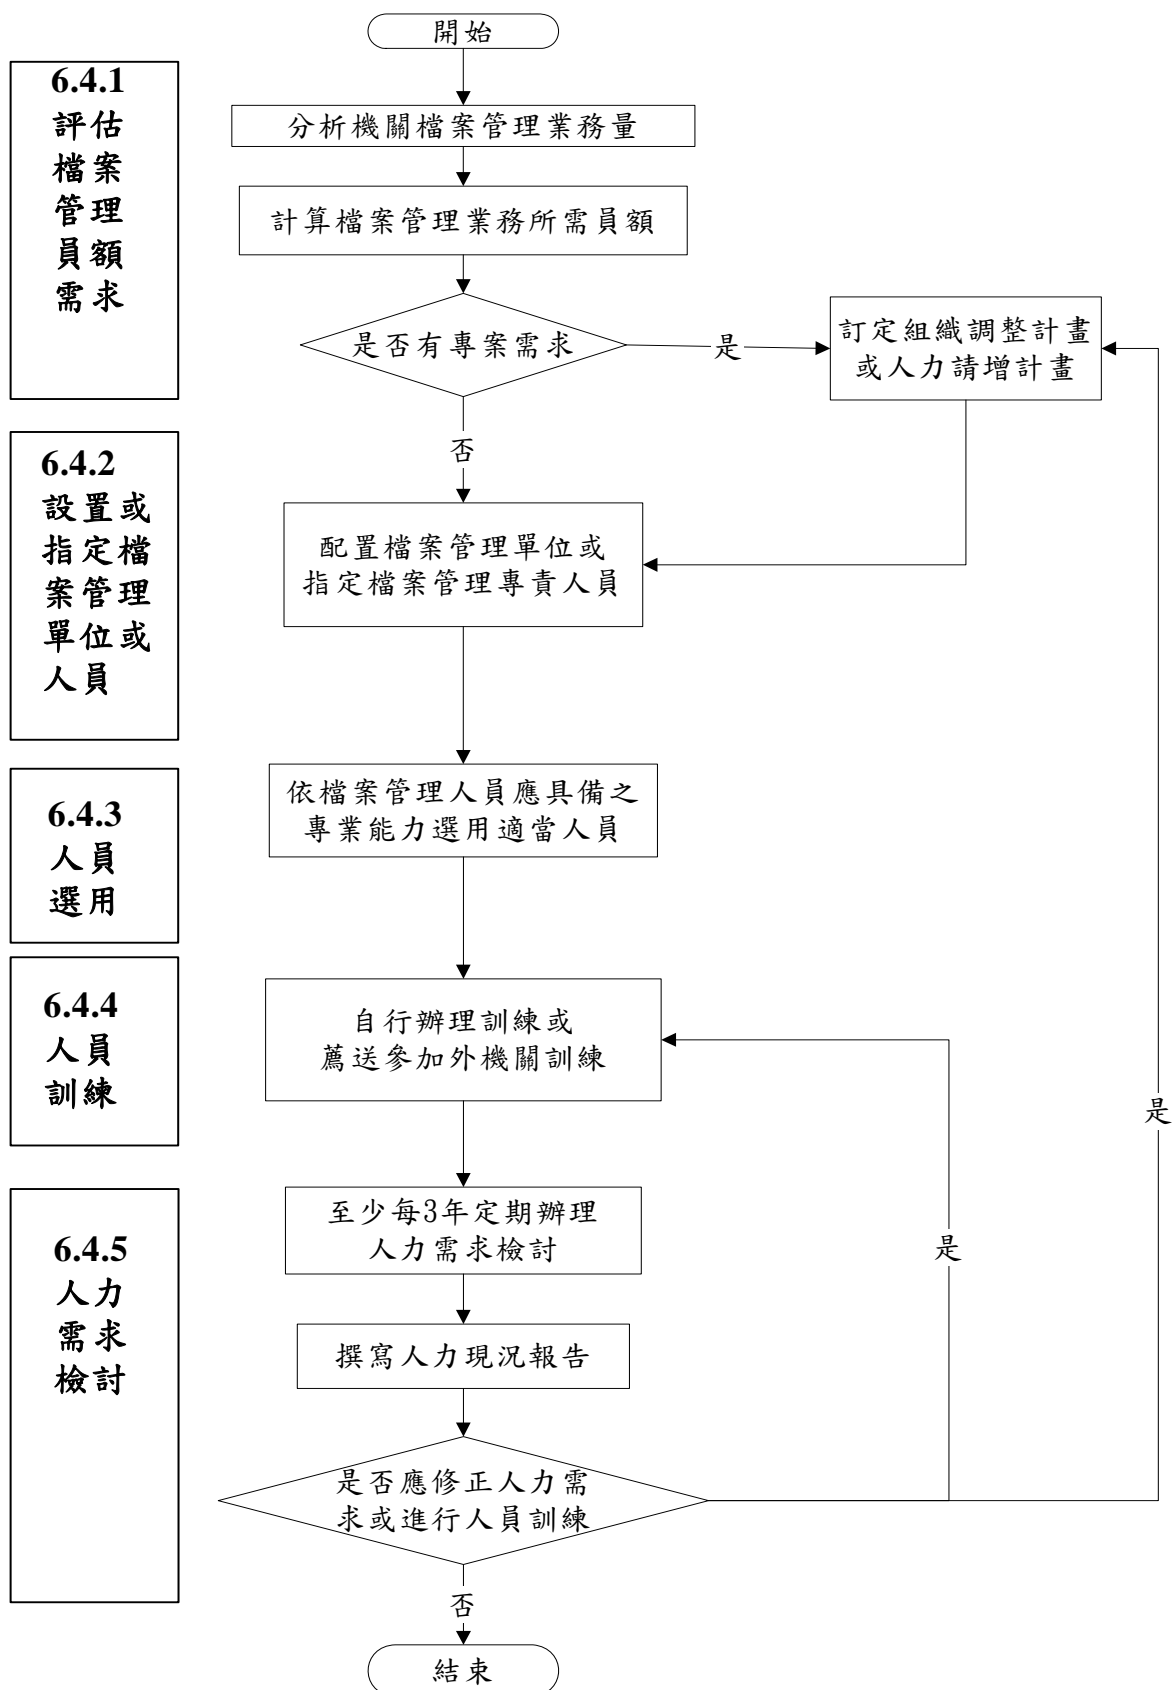 開始
6.4.1
評估
檔案
管理
員額
需求
分析機關檔案管理業務量
計算檔案管理業務所需員額
是否有專案需求
是
訂定組織調整計畫
或人力請增計畫
否
6.4.2
設置或
指定檔
案管理
單位或
人員
配置檔案管理單位或
指定檔案管理專責人員
6.4.3
人員
選用
依檔案管理人員應具備之
專業能力選用適當人員
6.4.4
人員
訓練
自行辦理訓練或
薦送參加外機關訓練
是
6.4.5
人力
需求
檢討
至少每3年定期辦理
人力需求檢討
是
撰寫人力現況報告
是否應修正人力需
求或進行人員訓練
否
結束